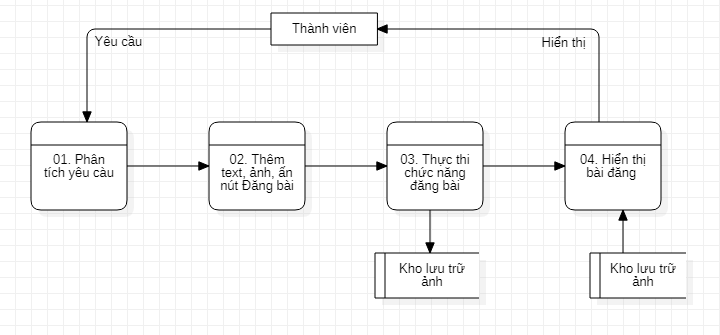 Thành viên
Yêu cầu
Hiển thị
01. Phân
tích yêu càu
02. Thêm
text, ảnh, ấn
nút Đăng bài
03. Thực thi
chức năng
đăng bài
04. Hiển thị
bài đăng
Kho lưu trữ
ảnh
Kho lưu trữ
ảnh